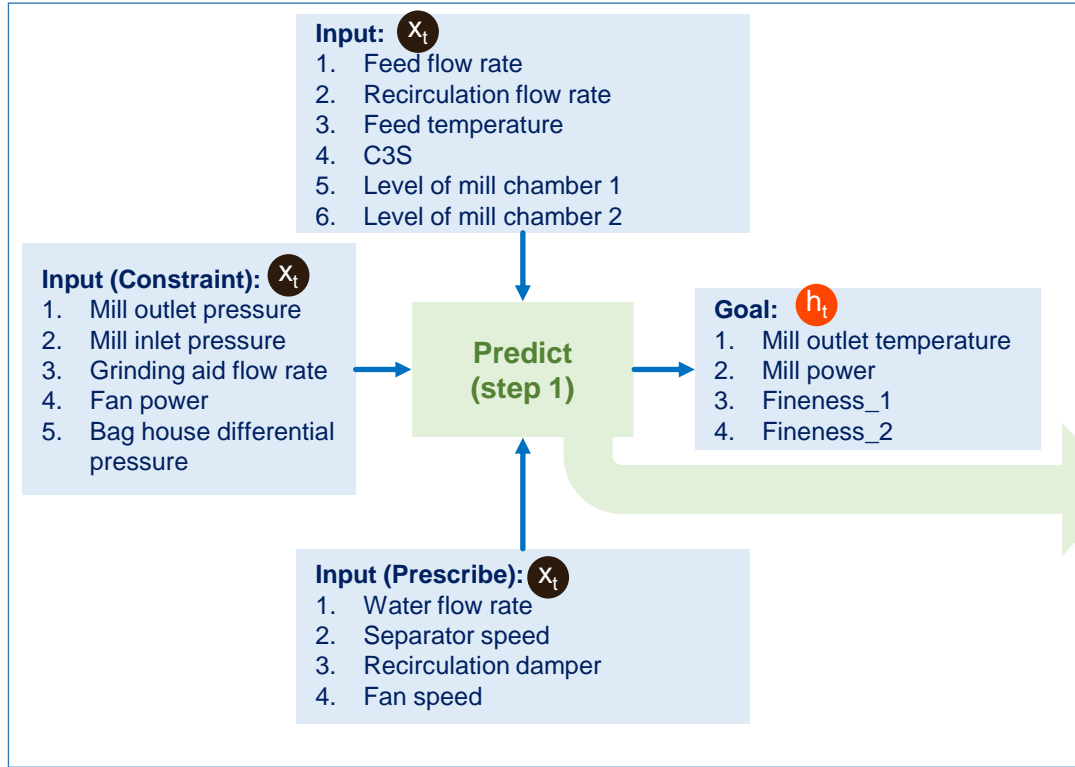 Input: Xt
1. Feed flow rate
2. Recirculation flow rate
3. Feed temperature
4. C3S
5. Level of mill chamber 1
6. Level of mill chamber 2
Input (Constraint): Xt
1. Mill outlet pressure
2. Mill inlet pressure
3. Grinding aid flow rate
4. Fan power
5. Bag house differential
pressure
Predict
(step 1)
Goal: ht
1. Mill outlet temperature
2. Mill power
3. Fineness_1
4. Fineness_2
Input (Prescribe): Xt
1. Water flow rate
2. Separator speed
3. Recirculation damper
4. Fan speed